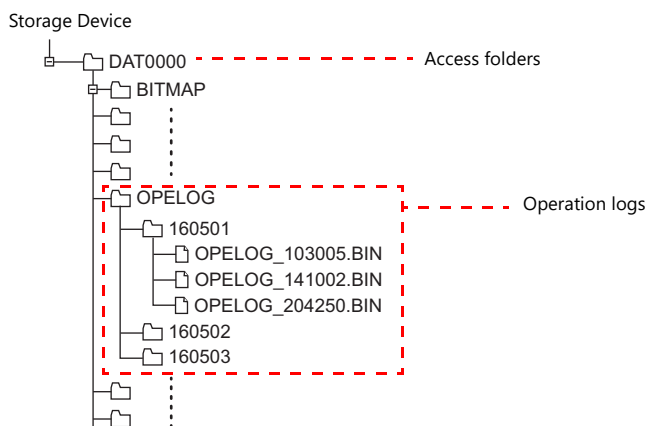 Storage Device
DAT0000
Access folders
BITMAP
OPELOG
Operation logs
160501
OPELOG_103005.BIN
OPELOG_141002.BIN
OPELOG_204250.BIN
160502
160503